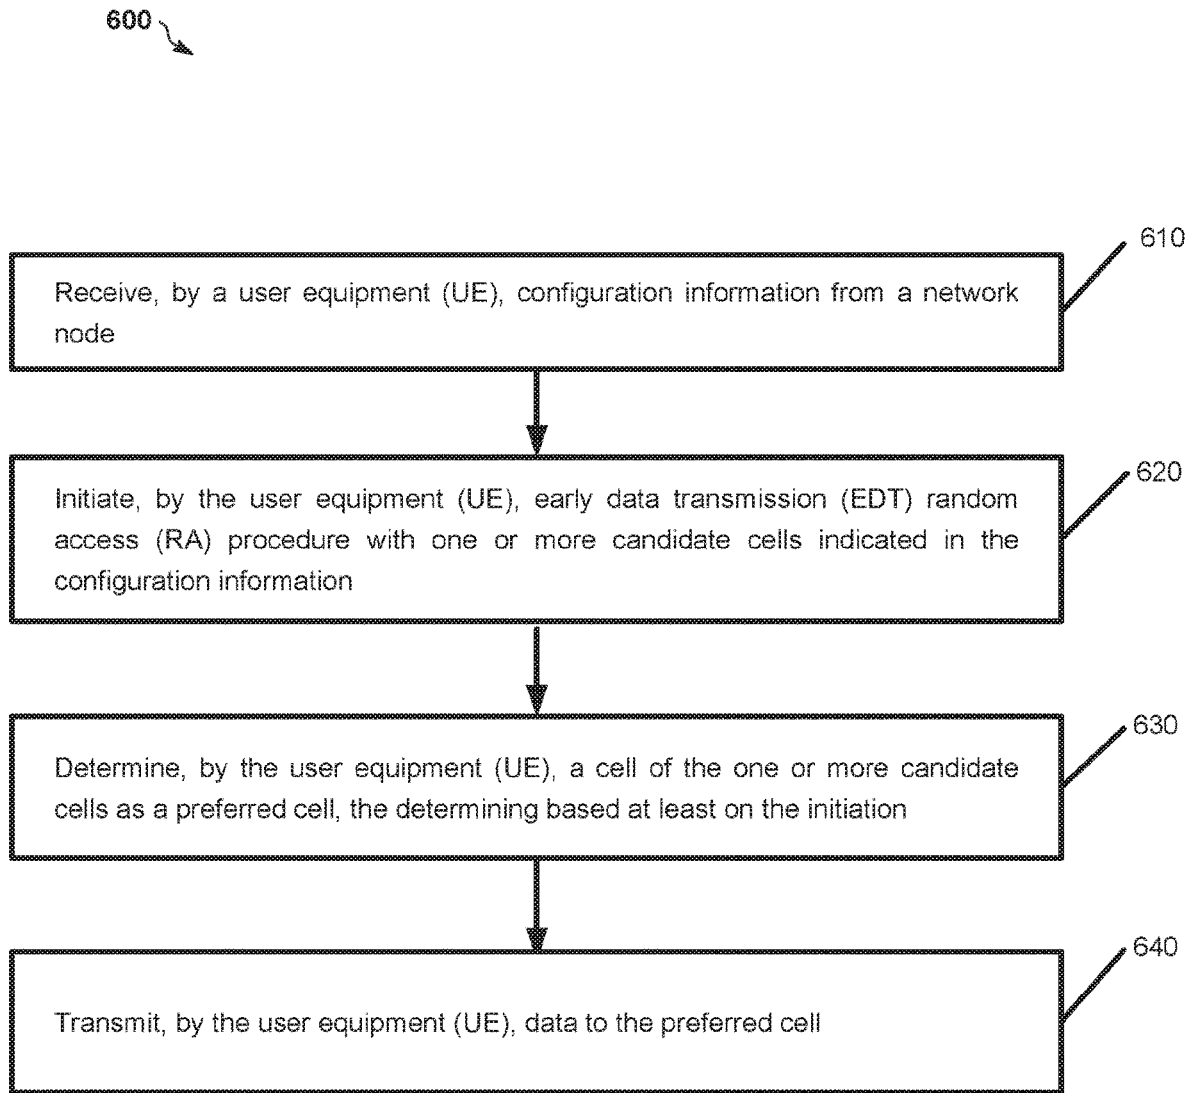 600
610
Receive, by a user equipment (UE), configuration information from a network
node
620
Initiate, by the user equipment (UE), early data transmission (EDT) random
access (RA) procedure with one or more candidate cells indicated in the
configuration information
630
Determine, by the user equipment (UE), a cell of the one or more candidate
cells as a preferred cell, the determining based at least on the initiation
640
Transmit, by the user equipment (UE), data to the preferred cell